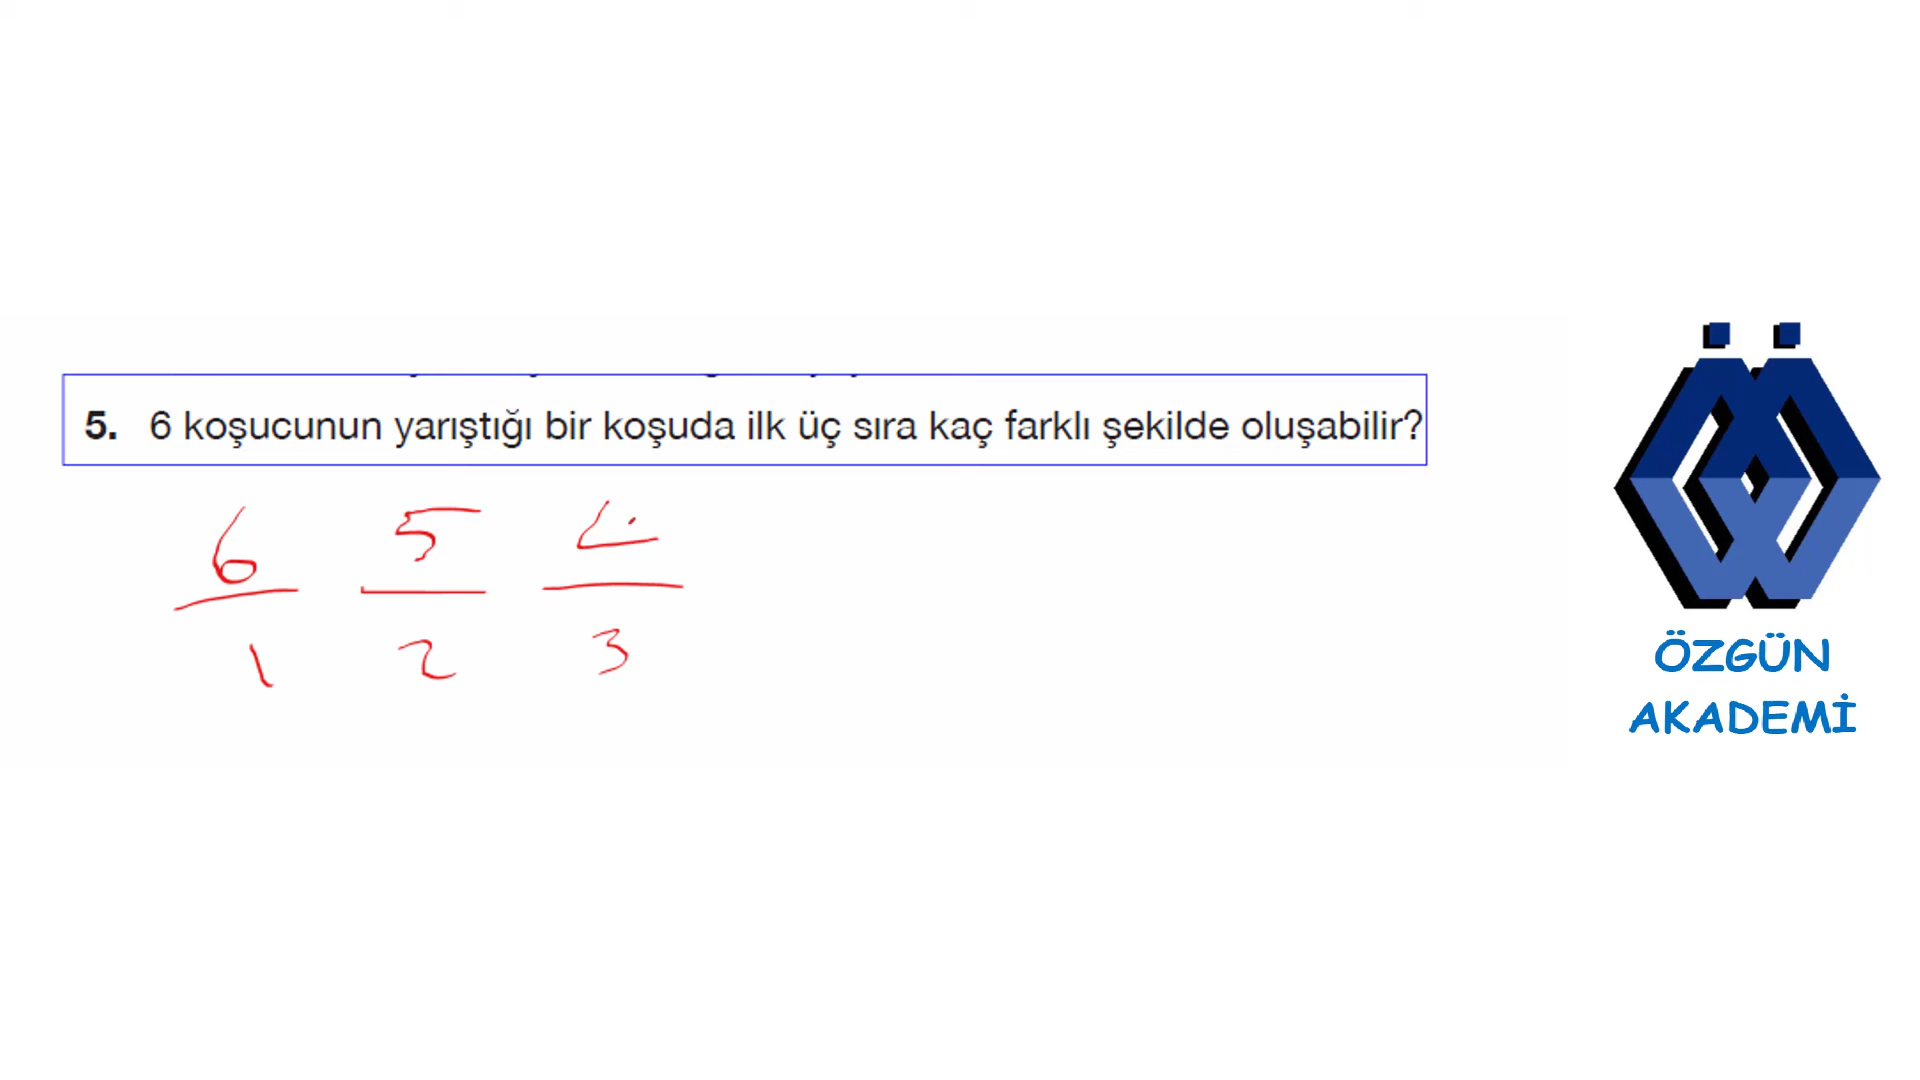 5. 6 koşucunun yarıştığı bir koşuda ilk üç sıra kaç farklı şekilde oluşabilir?
6 5
1 2 3
ÖZGÜN
AKADEMİ